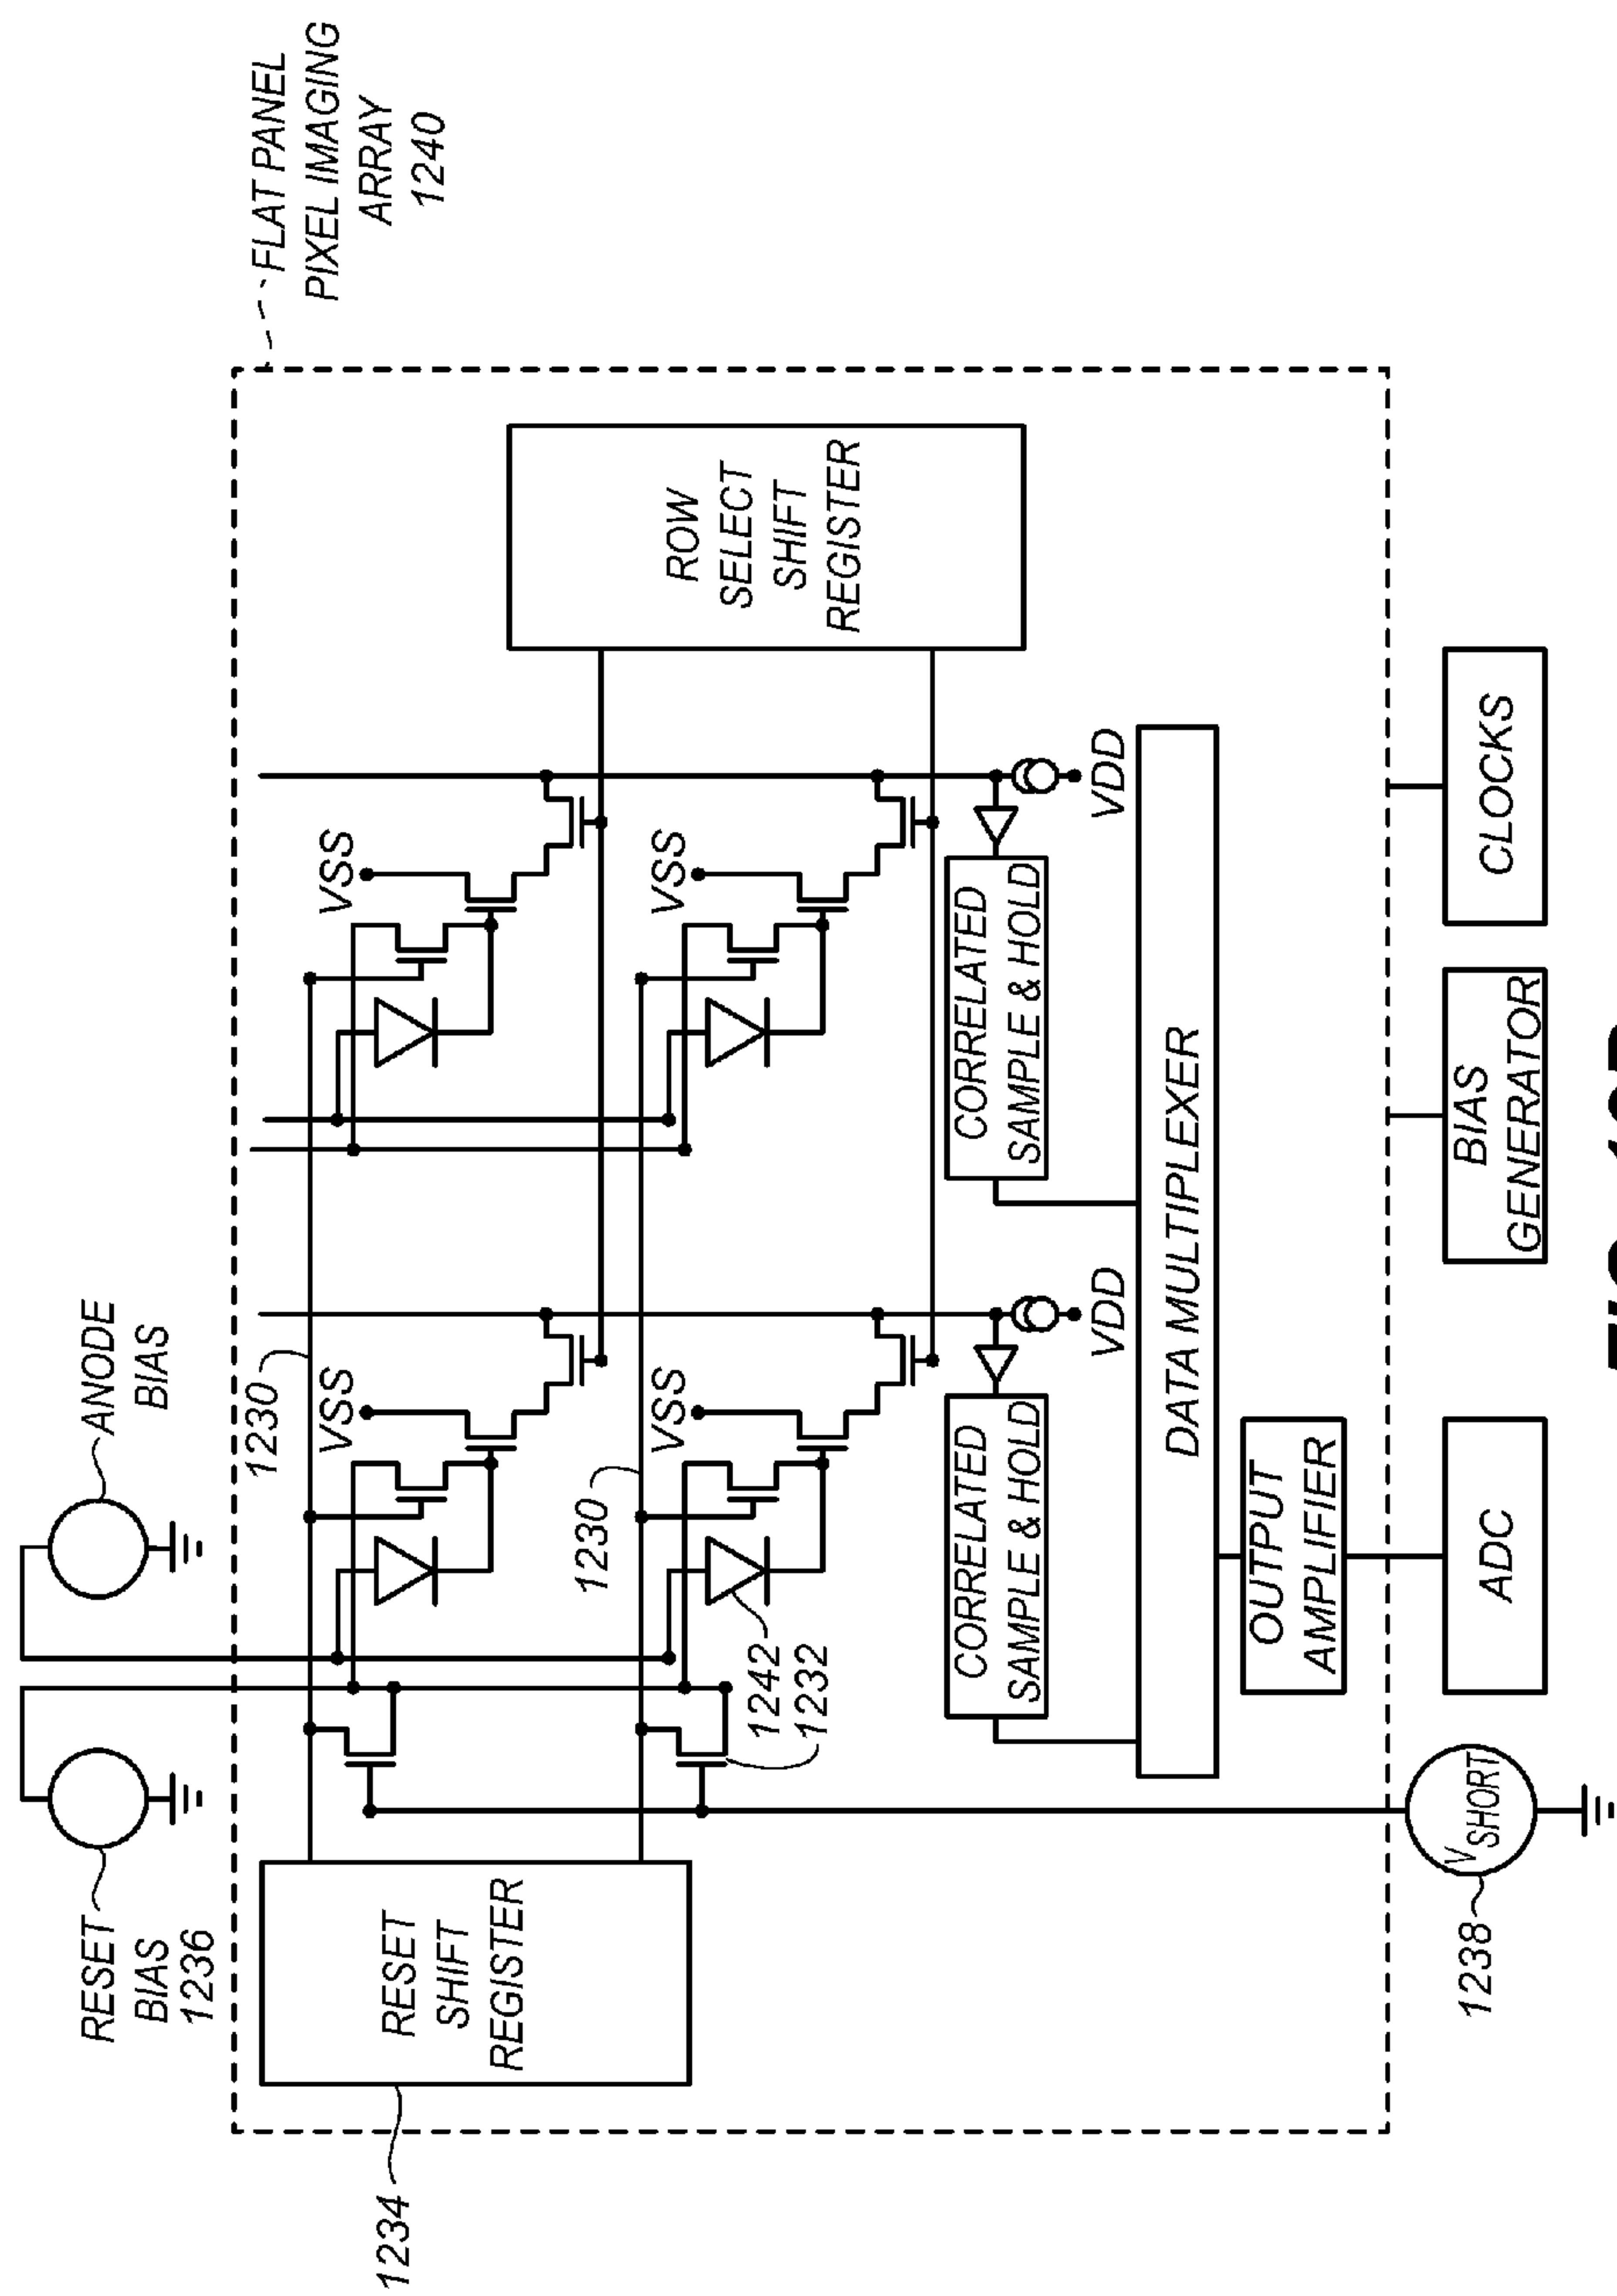 RESET
BIAS
1236
ANODE
BIAS
FLAT PANEL
PIXEL IMAGING
ARRAY
1240
1234
RESET
SHIFT
REGISTER
1230
VSS
VSS
1230
VSS
VSS
1242
1232
ROW
SELECT
SHIFT
REGISTER
CORRELATED
SAMPLE & HOLD
VDD
CORRELATED
SAMPLE & HOLD
VDD
DATA MULTIPLEXER
OUTPUT
AMPLIFIER
1238
VSHORT
ADC
BIAS
GENERATOR
CLOCKS